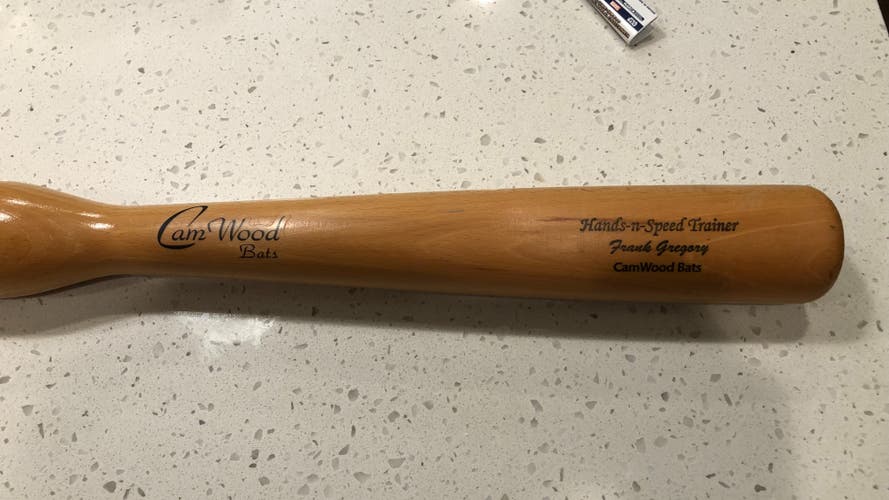 CamWood
Bats
Hands-n-Speed Trainer
Frank Gregory
CamWood Bats